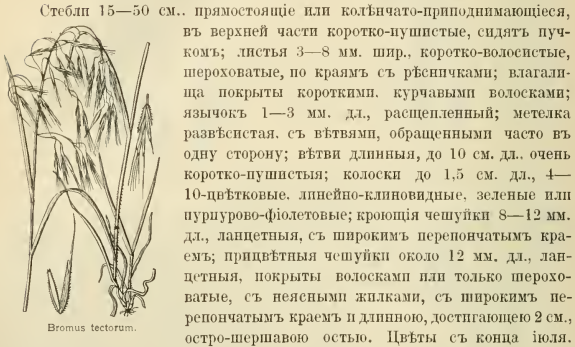 Стебли 15—50 см., прямостоящіе или колѣнчато-приподнимающіеся,
въ верхней части коротко-пушистые, сидятъ пуч-
комъ; листья 3—8 мм. шир., коротко-волосистые,
шероховатые, по краямъ съ рѣсничками; влагали-
ща покрыты короткими, курчавыми волосками;
язычокъ 1—3 мм. дл., расщепленный; метелка
развѣсистая, съ вѣтвями, обращенными часто въ
одну сторону; вѣтви длинныя, до 10 см. дл., очень
коротко-пушистыя; колоски до 1,5 см. дл., 4—
10-цвѣтковые, линейно-клиновидные, зеленые или
пурпурово-фіолетовые; кроющія чешуйки 8—12 мм.
дл., ланцетныя, съ широкимъ перепончатымъ кра-
емъ; прицвѣтныя чешуйки около 12 мм. дл., лан-
цетныя, покрыты волосками или только шерохо-
ватые, съ неясными жилками, съ широкимъ пе-
репончатымъ краемъ и длинною, достигающею 2 см.,
остро-шершавою остью. Цвѣты съ конца іюля.
Bromus tectorum.